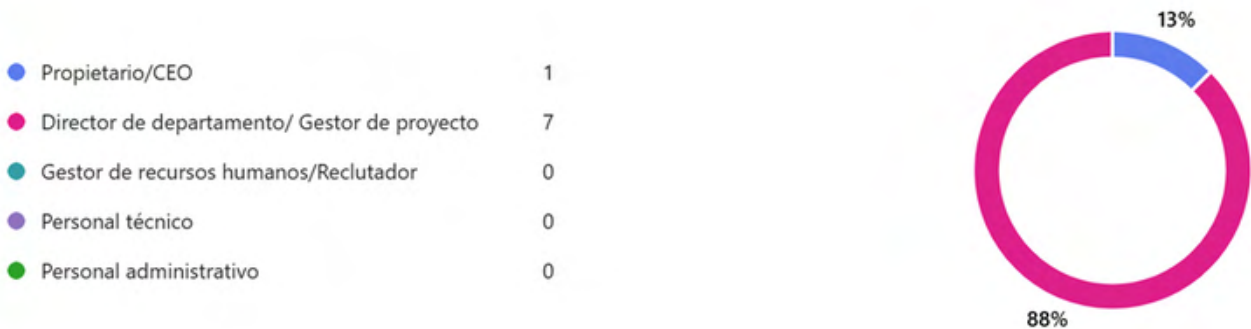 13%
Propietario/CEO 1
Director de departamento/ Gestor de proyecto 7
Gestor de recursos humanos/Reclutador 0
Personal técnico 0
Personal administrativo 0
88%